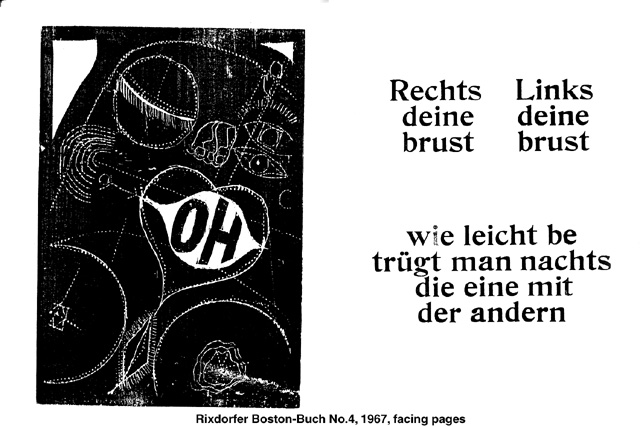 OH
Rechts
deine
brust
Links
deine
brust
wie leicht be
trügt man nachts
die eine mit
der andern
Rixdorfer Boston-Buch No.4, 1967, facing pages